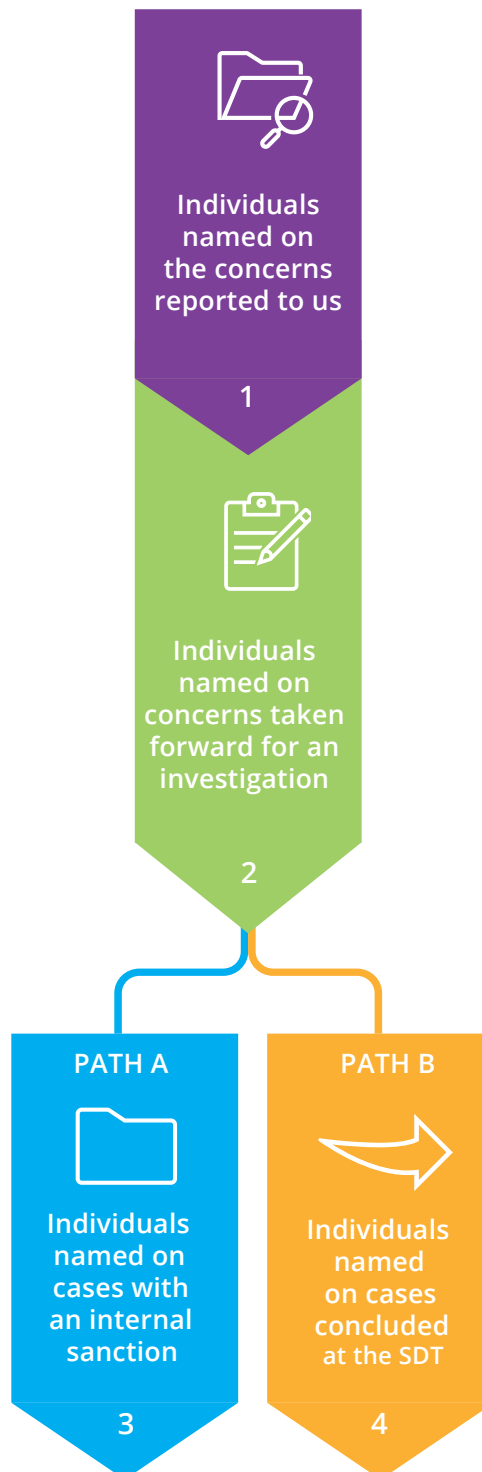 Individuals
named on
the concerns
reported to us
1
Individuals
named on
concerns taken
forward for an
investigation
2
PATH A
Individuals
named on
cases with
an internal
sanction
3
PATH B
Individuals
named
on cases
concluded
at the SDT
4